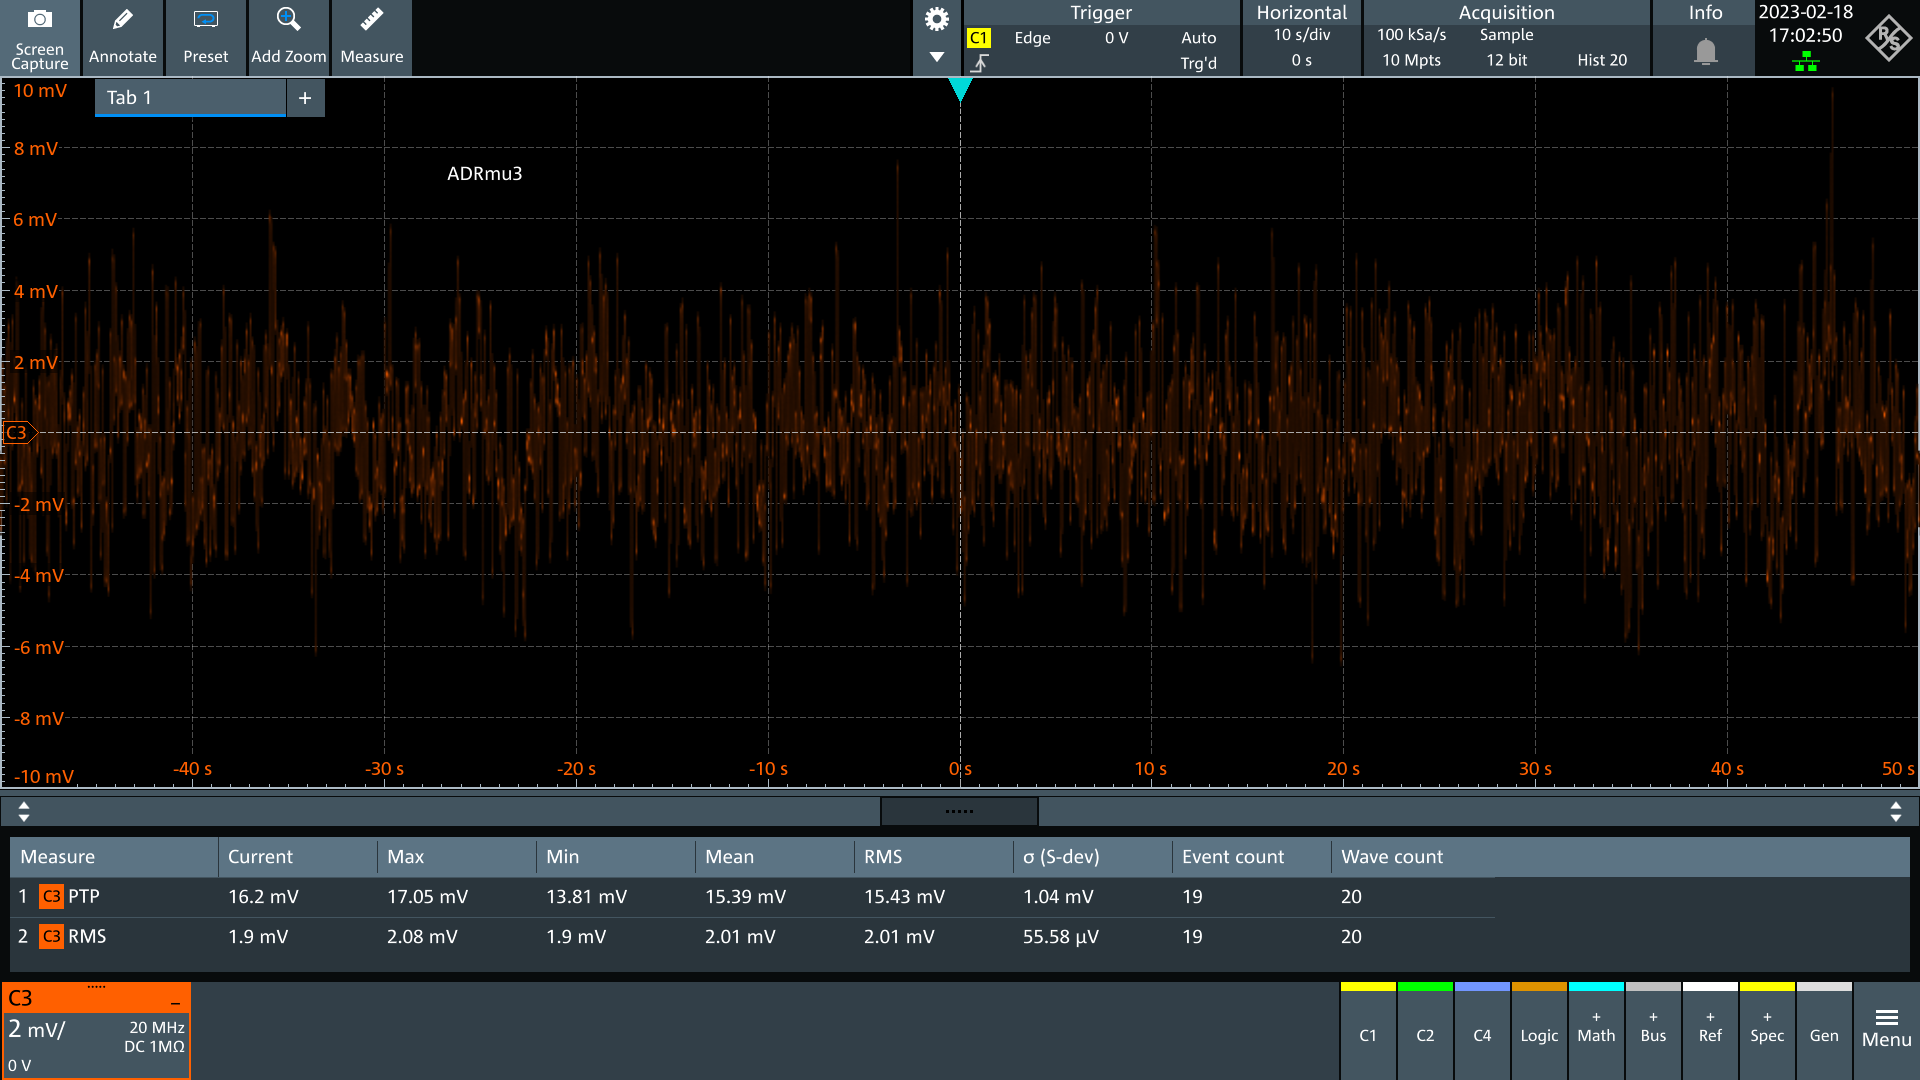 Screen Capture
Annotate
Preset
Add Zoom
Measure
Trigger
C1 Edge 0 V Auto
Trg'd
Horizontal
10 s/div
0 s
Acquisition
100 kSa/s Sample
10 Mpts 12 bit Hist 20
Info
2023-02-18
17:02:50
R S
Tab 1 +
ADRmu3
10 mV
8 mV
6 mV
4 mV
2 mV
C3
-2 mV
-4 mV
-6 mV
-8 mV
-10 mV
-40 s -30 s -20 s -10 s 0 s 10 s 20 s 30 s 40 s 50 s
Measure Current Max Min Mean RMS σ (S-dev) Event count Wave count
1 C3 PTP 16.2 mV 17.05 mV 13.81 mV 15.39 mV 15.43 mV 1.04 mV 19 20
2 C3 RMS 1.9 mV 2.08 mV 1.9 mV 2.01 mV 2.01 mV 55.58 µV 19 20
C3
2 mV/ 20 MHz
DC 1MΩ
0 V
C1
C2
C4
Logic
+ Math
+ Bus
+ Ref
+ Spec
Gen
Menu